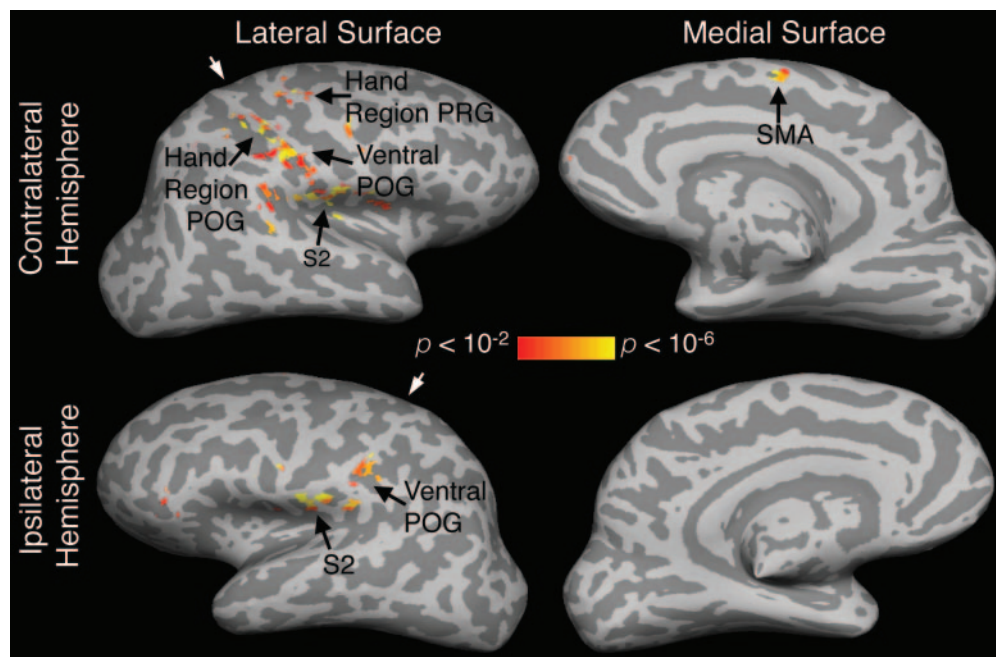 Lateral Surface
Medial Surface
Contralateral
Hemisphere
Hand
Region PRG
Hand
Region
POG
Ventral
POG
S2
SMA
p < 10-2
p < 10-6
Ipsilateral
Hemisphere
Ventral
POG
S2